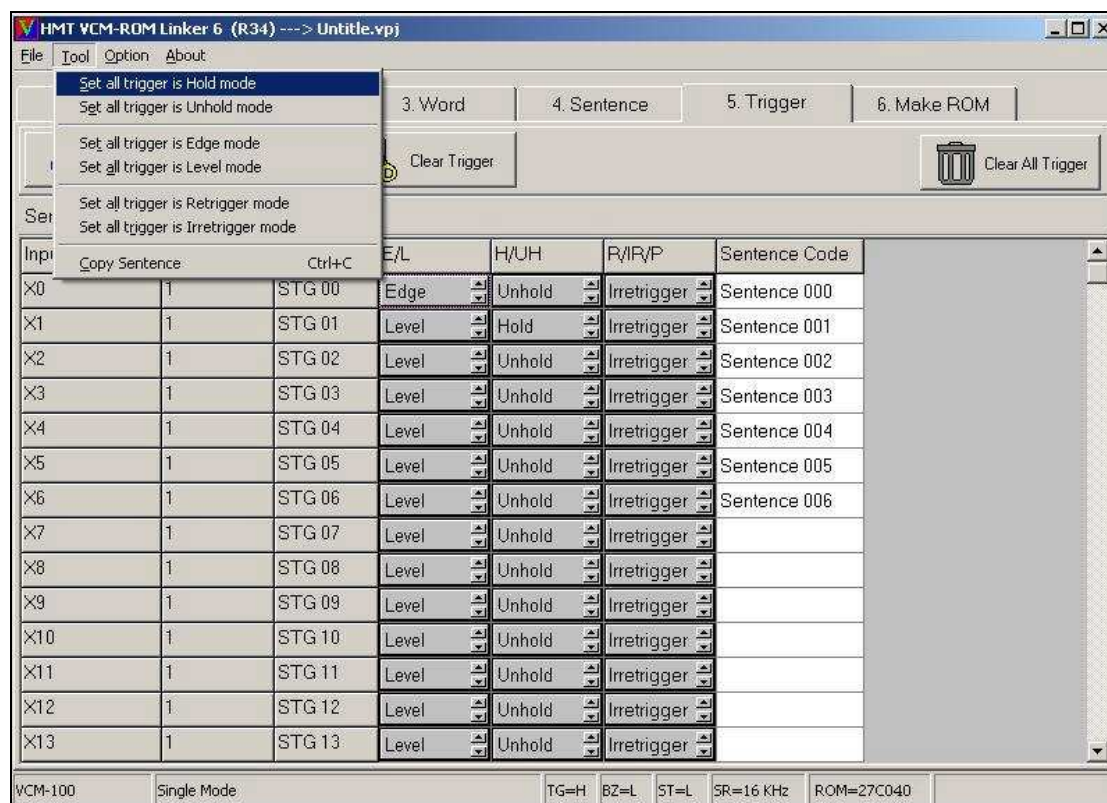 HMT VCM-ROM Linker 6 (R34) ---> Untitle.vpj
File Tool Option About
Set all trigger is Hold mode
Set all trigger is Unhold mode
Set all trigger is Edge mode
Set all trigger is Level mode
Set all trigger is Retrigger mode
Set all trigger is Irretrigger mode
Copy Sentence Ctrl+C
3. Word 4. Sentence 5. Trigger 6. Make ROM
Clear Trigger Clear All Trigger
E/L H/UH R/IR/P Sentence Code
X0 1 STG 00 Edge Unhold Irretrigger Sentence 000
X1 1 STG 01 Level Hold Irretrigger Sentence 001
X2 1 STG 02 Level Unhold Irretrigger Sentence 002
X3 1 STG 03 Level Unhold Irretrigger Sentence 003
X4 1 STG 04 Level Unhold Irretrigger Sentence 004
X5 1 STG 05 Level Unhold Irretrigger Sentence 005
X6 1 STG 06 Level Unhold Irretrigger Sentence 006
X7 1 STG 07 Level Unhold Irretrigger
X8 1 STG 08 Level Unhold Irretrigger
X9 1 STG 09 Level Unhold Irretrigger
X10 1 STG 10 Level Unhold Irretrigger
X11 1 STG 11 Level Unhold Irretrigger
X12 1 STG 12 Level Unhold Irretrigger
X13 1 STG 13 Level Unhold Irretrigger
VCM-100 Single Mode TG=H BZ=L ST=L SR=16 KHz ROM=27C040